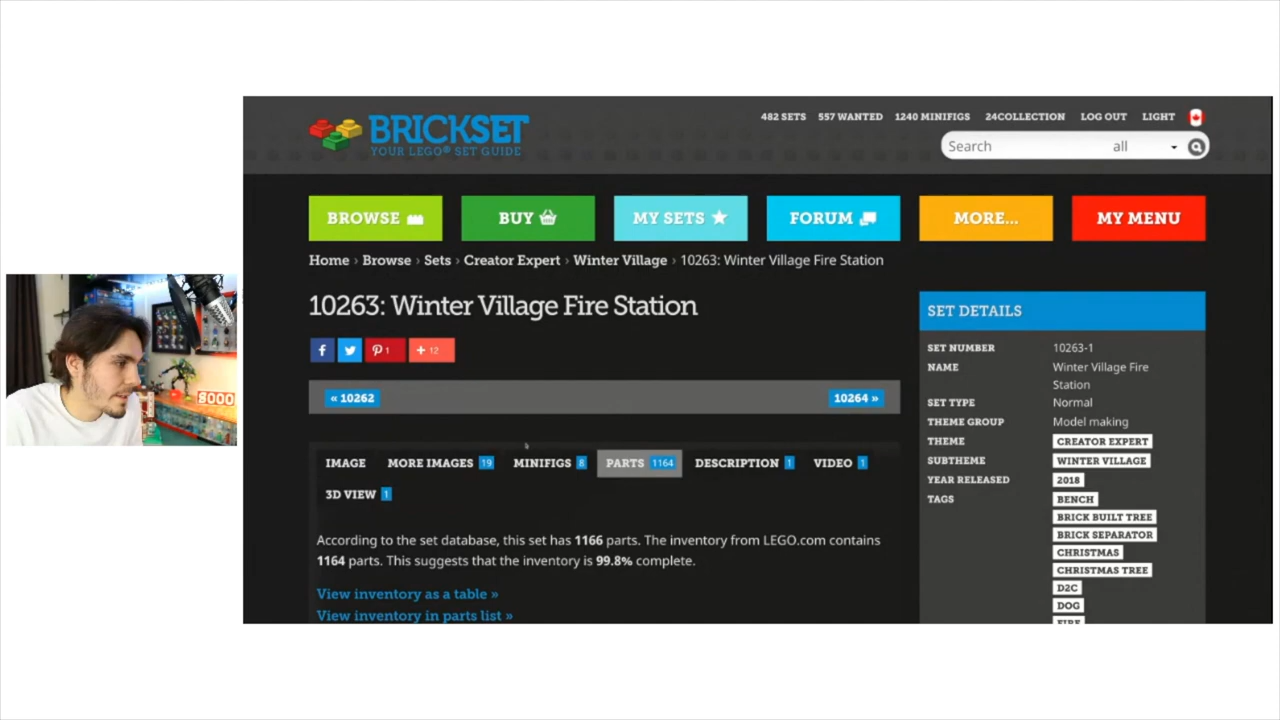 BRICKSET
YOUR LEGO® SET GUIDE
482 SETS 557 WANTED 1240 MINIFIGS 24COLLECTION LOG OUT LIGHT
Search all
BROWSE BUY MY SETS FORUM MORE... MY MENU
Home › Browse › Sets › Creator Expert › Winter Village › 10263: Winter Village Fire Station
10263: Winter Village Fire Station
1 12
« 10262 10264 »
IMAGE MORE IMAGES 19 MINIFIGS 8 PARTS 1164 DESCRIPTION 1 VIDEO 1
3D VIEW 1
According to the set database, this set has 1166 parts. The inventory from LEGO.com contains
1164 parts. This suggests that the inventory is 99.8% complete.
View inventory as a table »
View inventory in parts list »
SET DETAILS
SET NUMBER 10263-1
NAME Winter Village Fire
Station
SET TYPE Normal
THEME GROUP Model making
THEME CREATOR EXPERT
SUBTHEME WINTER VILLAGE
YEAR RELEASED 2018
TAGS BENCH
BRICK BUILT TREE
BRICK SEPARATOR
CHRISTMAS
CHRISTMAS TREE
D2C
DOG
FIRE
8000